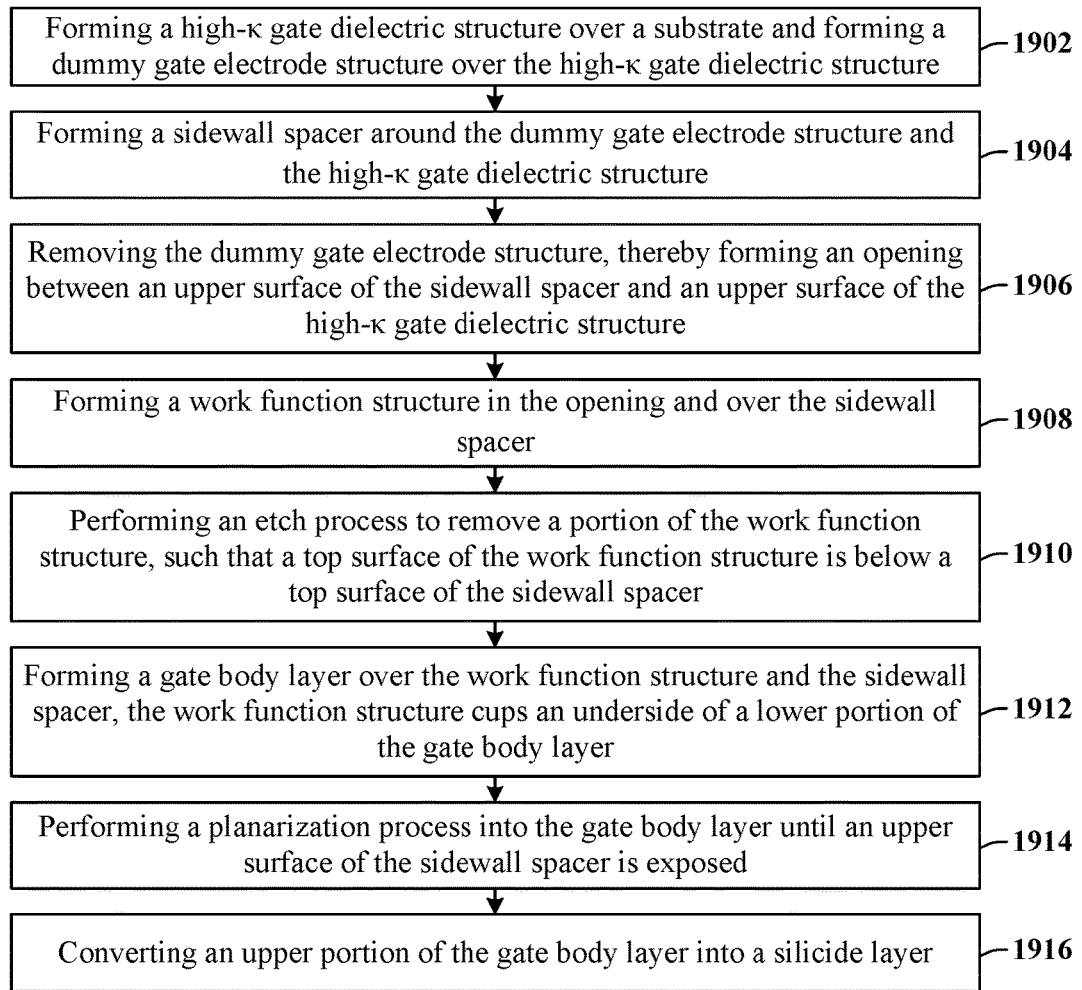 Forming a high-κ gate dielectric structure over a substrate and forming a
dummy gate electrode structure over the high-κ gate dielectric structure
1902
Forming a sidewall spacer around the dummy gate electrode structure and
the high-κ gate dielectric structure
1904
Removing the dummy gate electrode structure, thereby forming an opening
between an upper surface of the sidewall spacer and an upper surface of the
high-κ gate dielectric structure
1906
Forming a work function structure in the opening and over the sidewall
spacer
1908
Performing an etch process to remove a portion of the work function
structure, such that a top surface of the work function structure is below a
top surface of the sidewall spacer
1910
Forming a gate body layer over the work function structure and the sidewall
spacer, the work function structure cups an underside of a lower portion of
the gate body layer
1912
Performing a planarization process into the gate body layer until an upper
surface of the sidewall spacer is exposed
1914
Converting an upper portion of the gate body layer into a silicide layer
1916